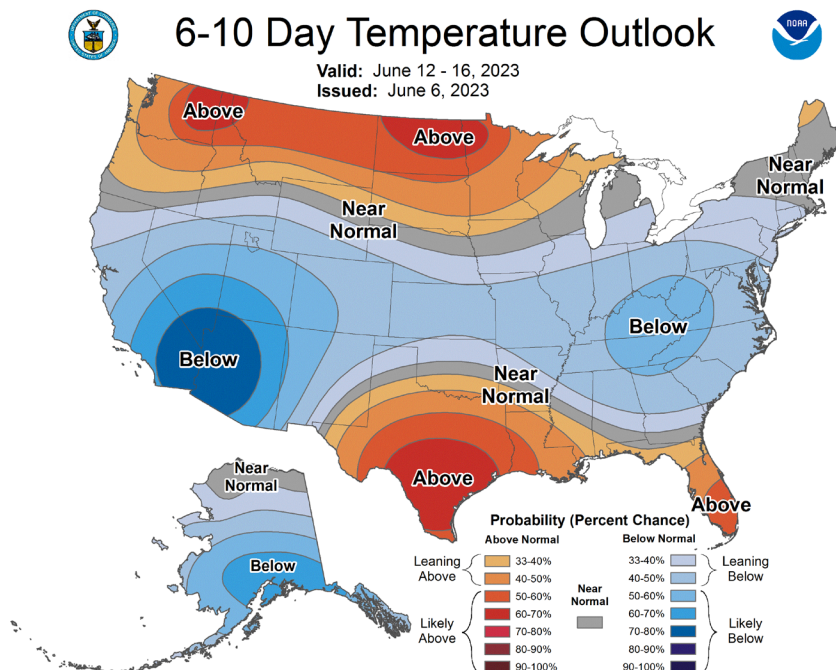 6-10 Day Temperature Outlook
NOAA
Valid: June 12 - 16, 2023
Issued: June 6, 2023
Above
Above
Near
Normal
Near
Normal
Below
Below
Near
Normal
Above
Above
Near
Normal
Below
Probability (Percent Chance)
Above Normal
Below Normal
Leaning
Above
33-40%
40-50%
Likely
Above
50-60%
60-70%
70-80%
80-90%
90-100%
Near
Normal
33-40%
40-50%
Leaning
Below
50-60%
60-70%
70-80%
80-90%
90-100%
Likely
Below